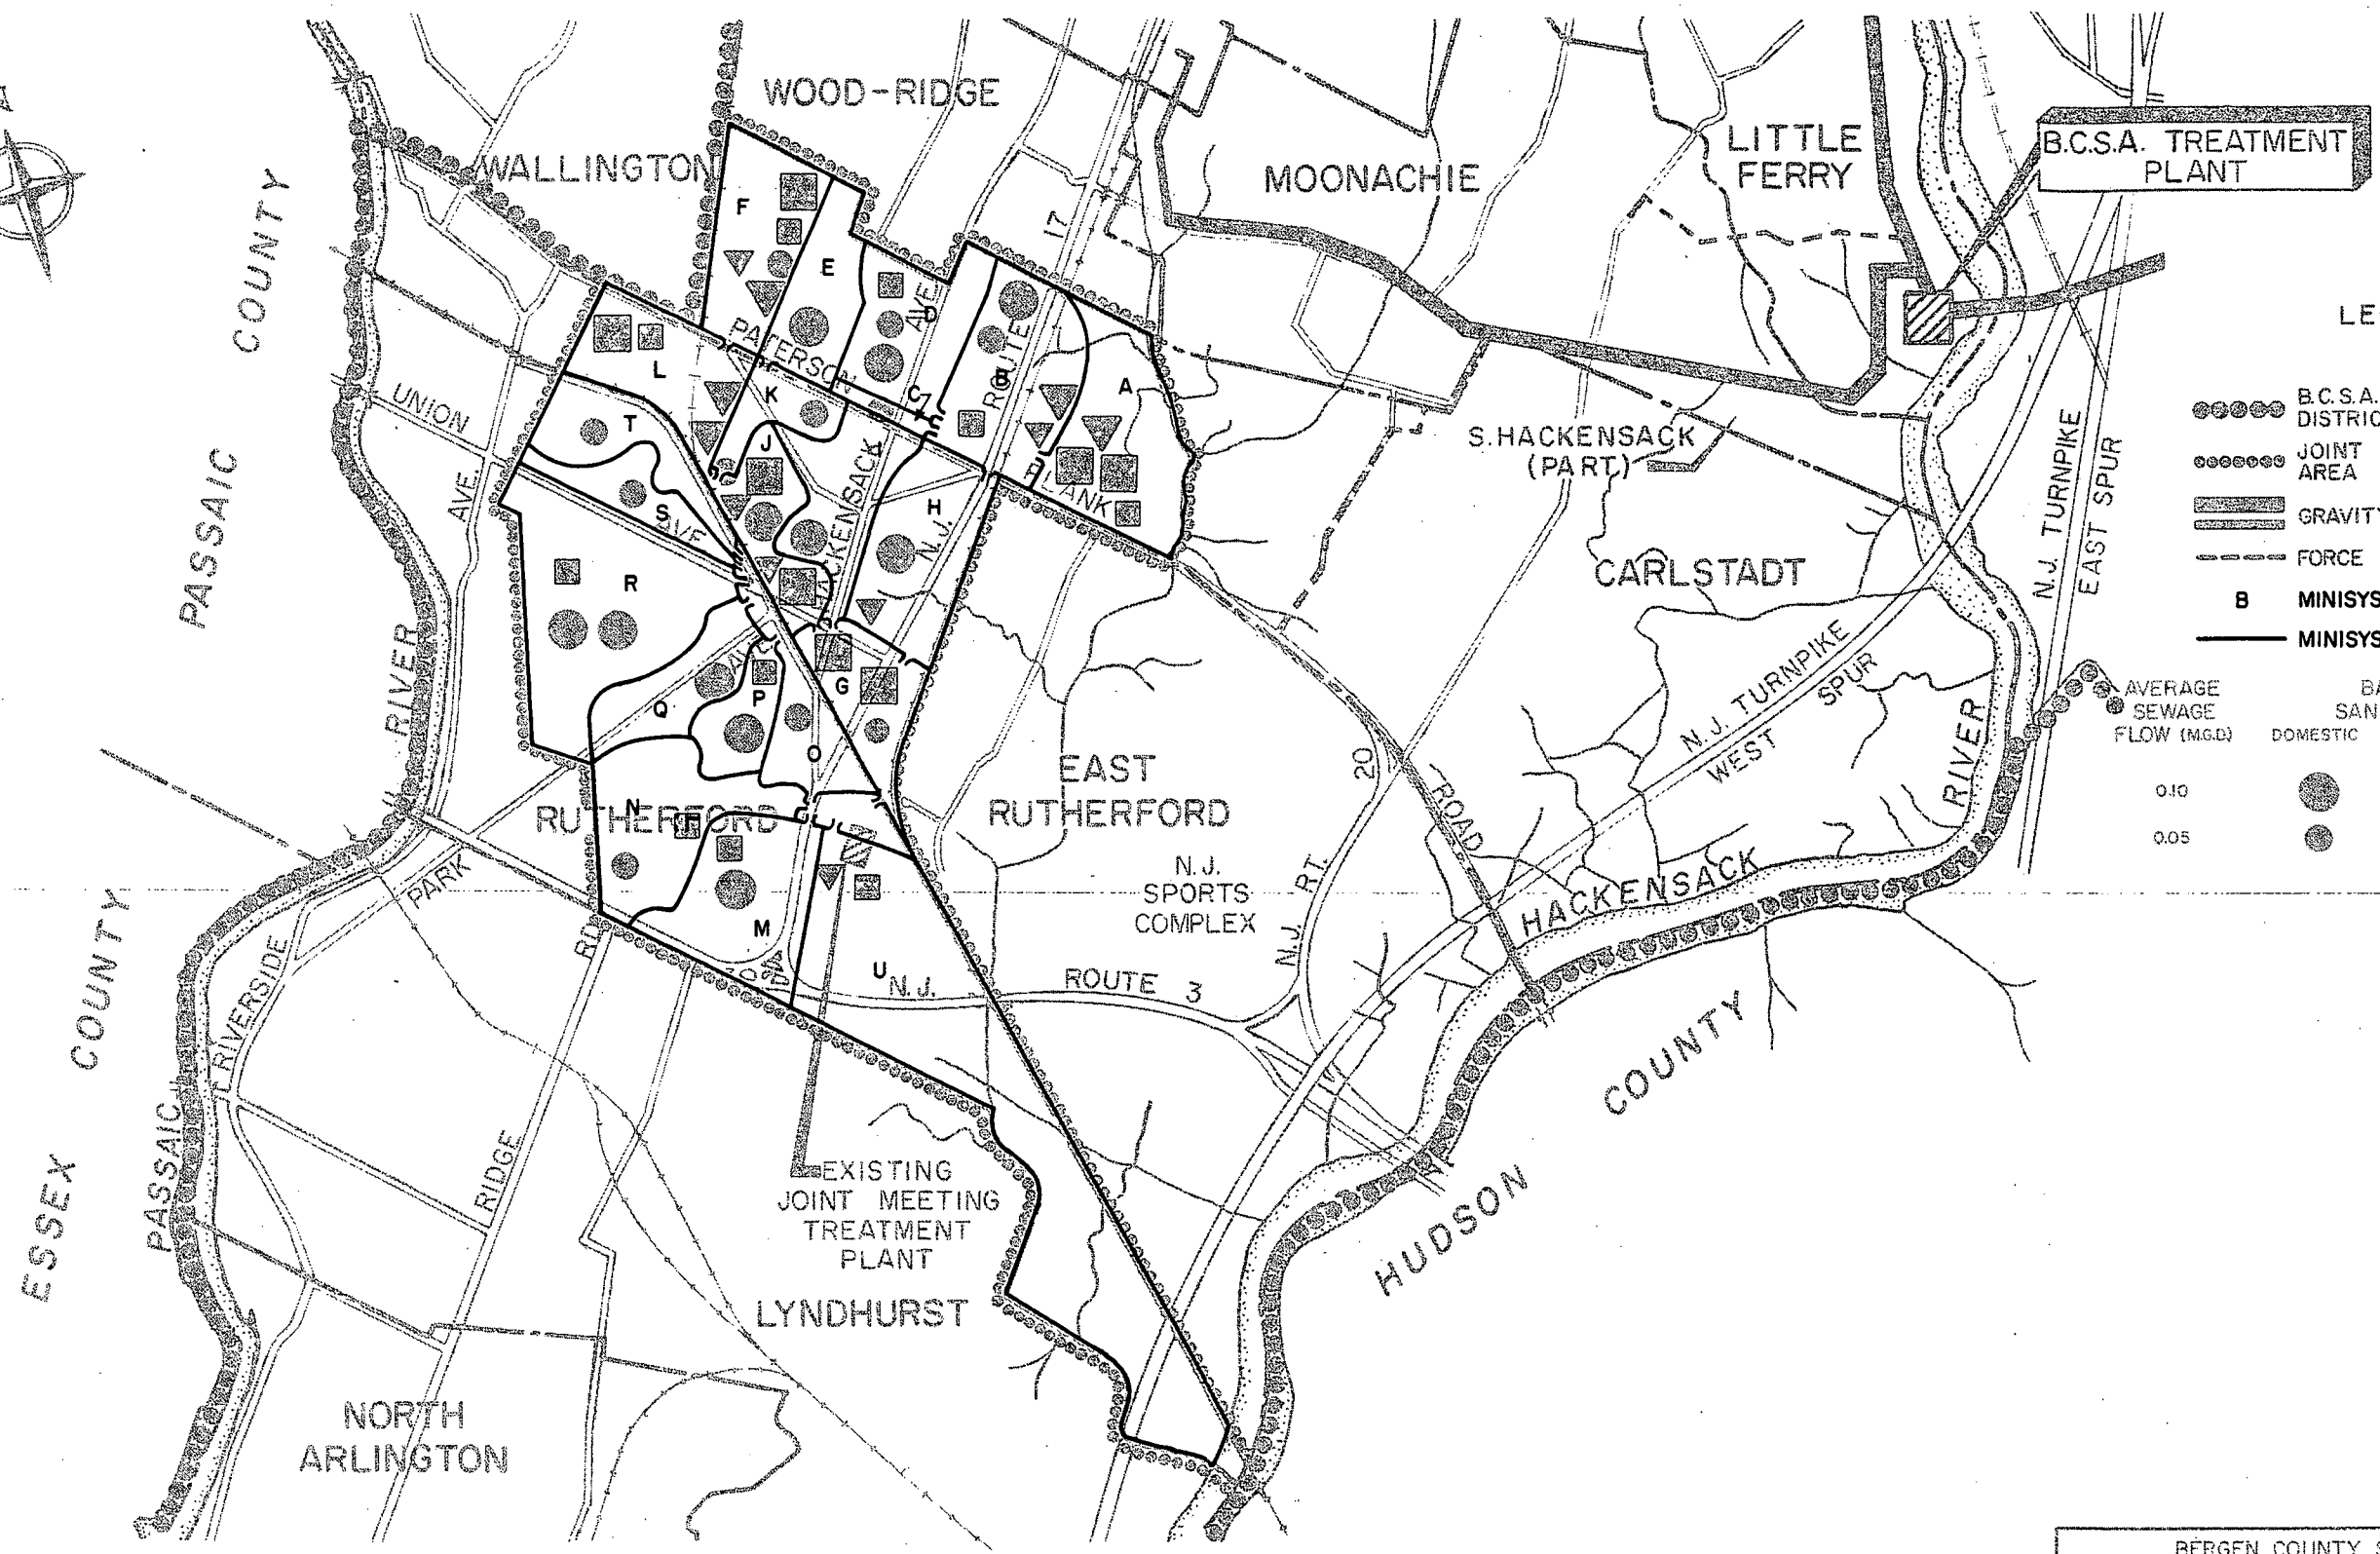 WOOD-RIDGE
WALLINGTON
MOONACHIE
LITTLE
FERRY
B.C.S.A. TREATMENT
PLANT
PASSAIC COUNTY
17
F
E
AVE.
D
PATERSON
ROUTE
B
C
A
L
K
UNION
T
J
S. HACKENSACK
(PART)
HACKENSACK
H
N.J.
S
AVE.
AVE.
R
CARLSTADT
N.J. TURNPIKE
EAST SPUR
G
P
Q
O
RIVER
N.J. TURNPIKE
WEST SPUR
RIVER
EAST
RUTHERFORD
20
ROAD
N
RUTHERFORD
N.J.
SPORTS
COMPLEX
N.J. RT.
HACKENSACK
PARK
RD.
M
U
N.J.
ROUTE 3
RIVERSIDE
COUNTY
ESSEX
PASSAIC
RIDGE
HUDSON COUNTY
EXISTING
JOINT MEETING
TREATMENT
PLANT
LYNDHURST
NORTH
ARLINGTON
B.C.S.A.
JOINT
AREA
GRAVITY
FORCE
B MINISYS
MINISYS
AVERAGE
SEWAGE
FLOW (M.G.D.)
DOMESTIC
0.10
0.05
BERGEN COUNTY